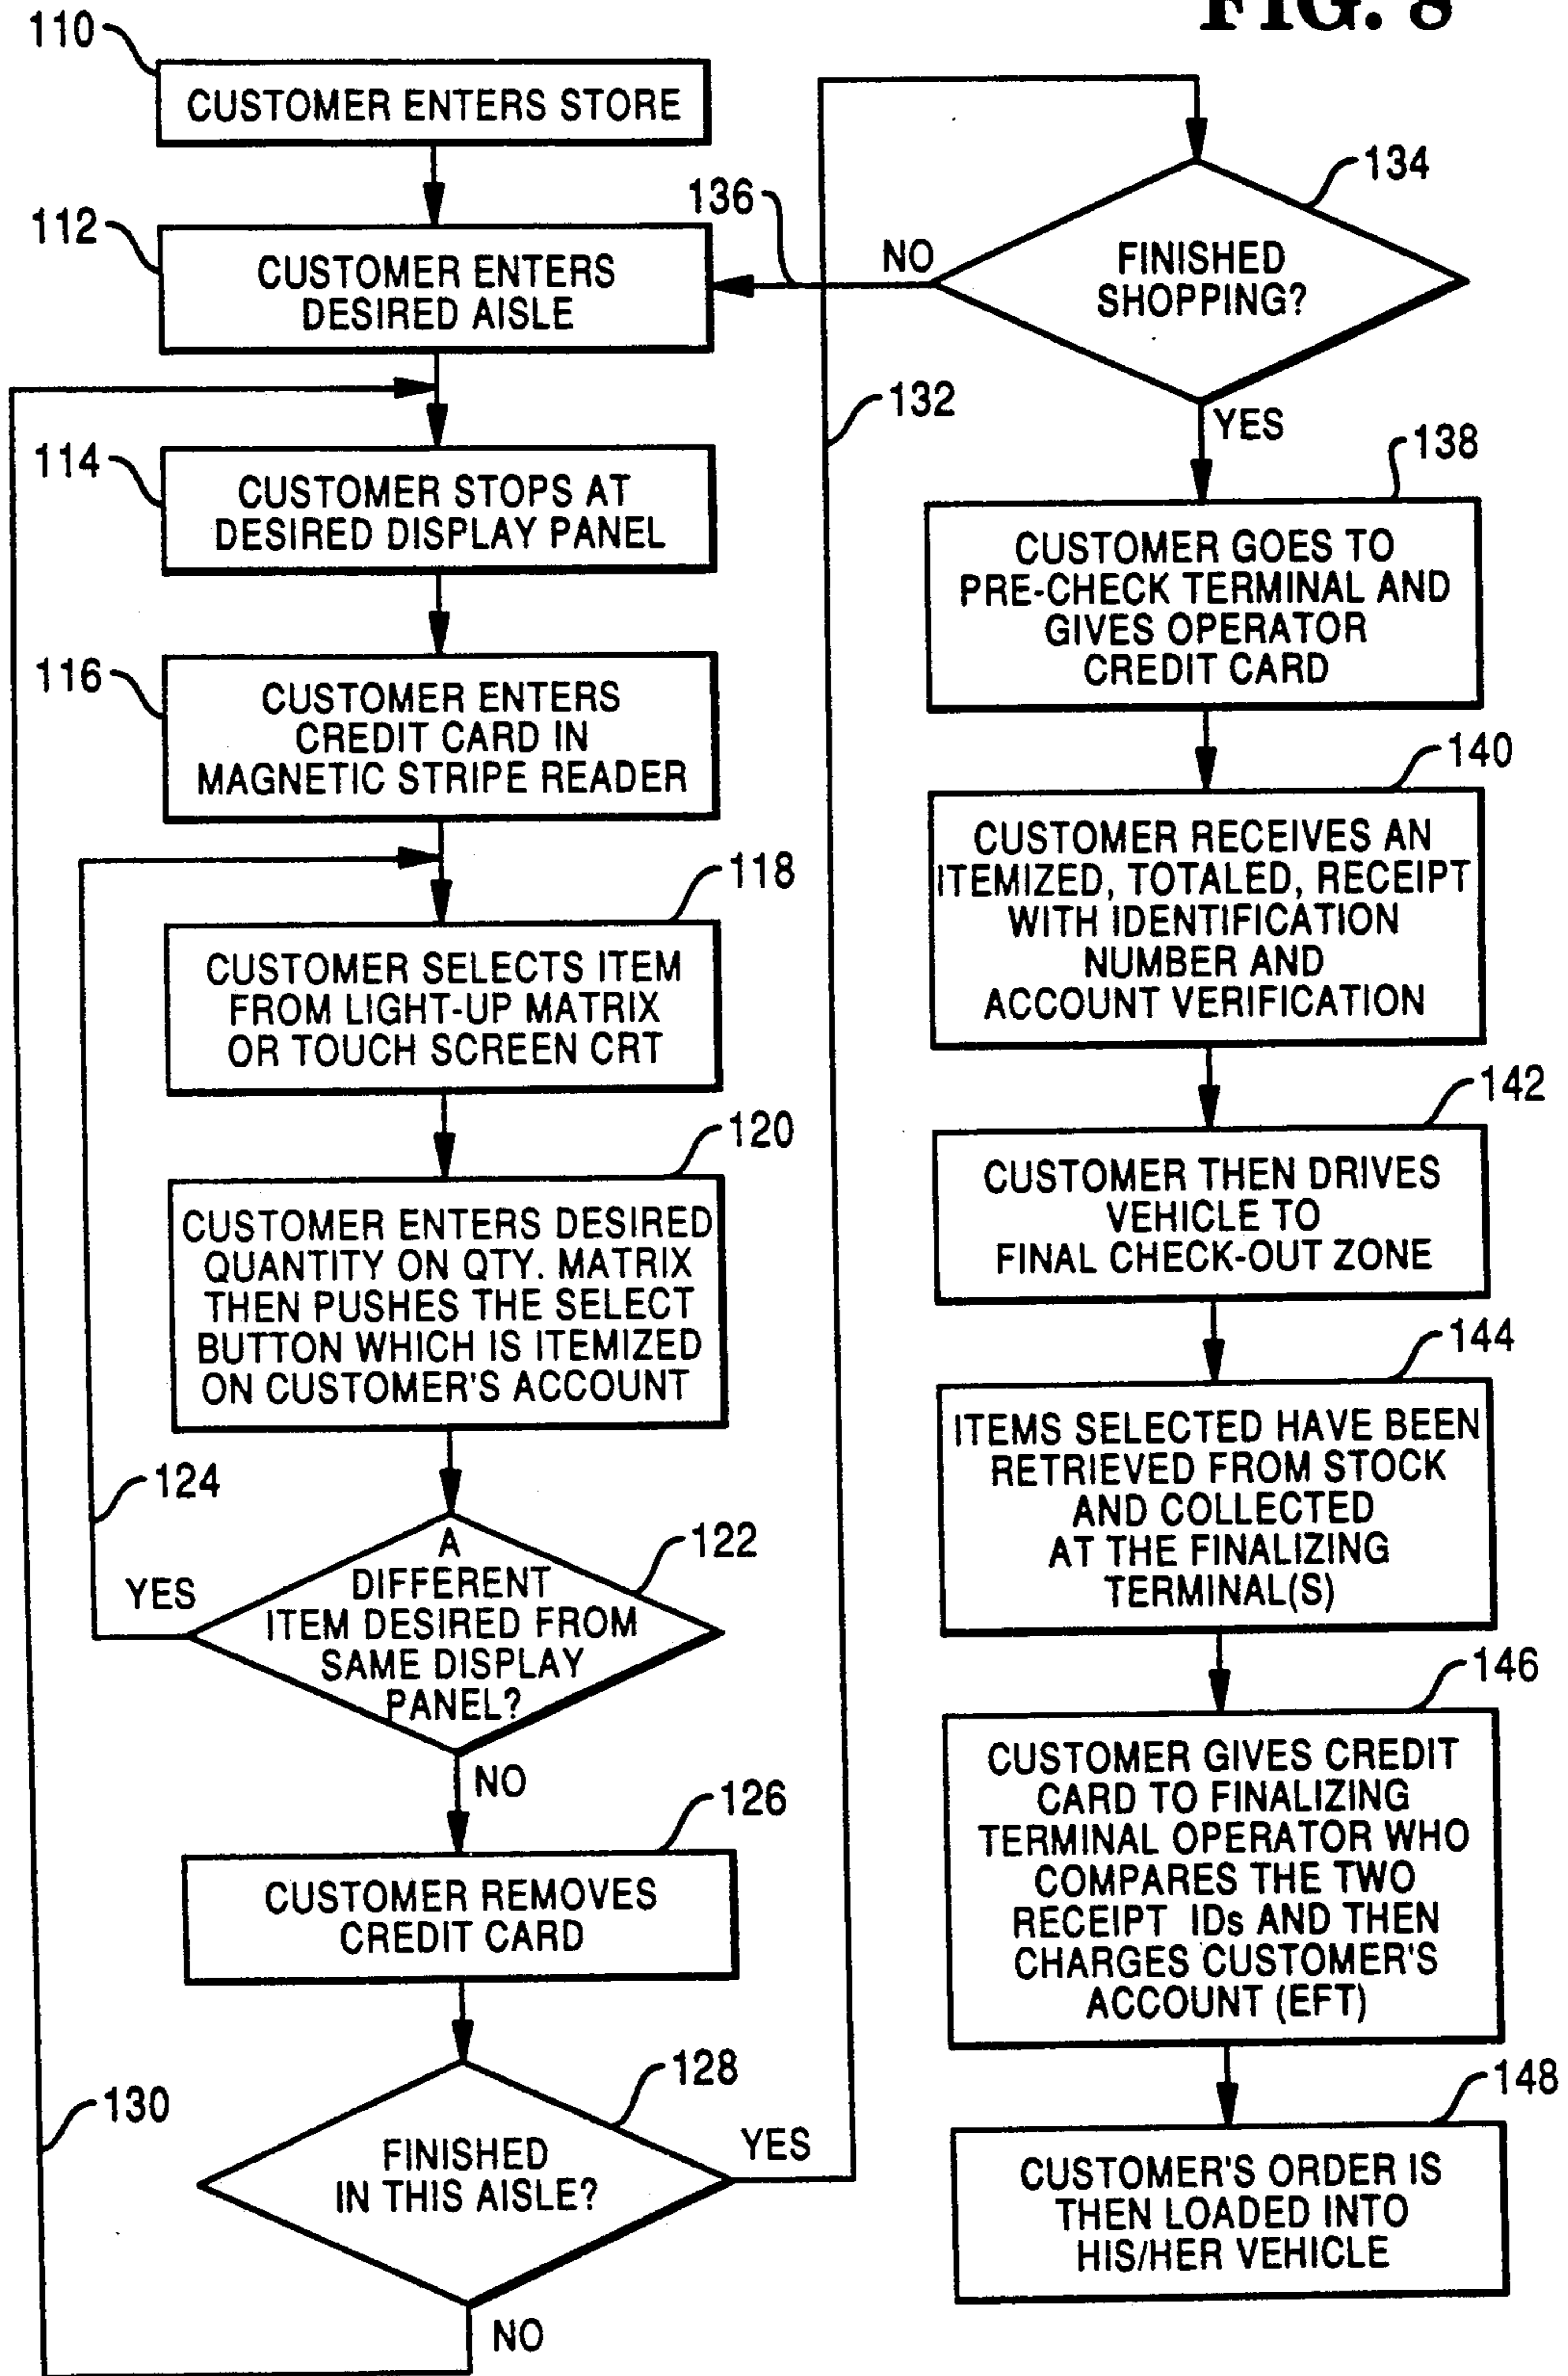 FIG. 8
110
CUSTOMER ENTERS STORE
112
CUSTOMER ENTERS
DESIRED AISLE
114
CUSTOMER STOPS AT
DESIRED DISPLAY PANEL
116
CUSTOMER ENTERS
CREDIT CARD IN
MAGNETIC STRIPE READER
118
CUSTOMER SELECTS ITEM
FROM LIGHT-UP MATRIX
OR TOUCH SCREEN CRT
120
CUSTOMER ENTERS DESIRED
QUANTITY ON QTY. MATRIX
THEN PUSHES THE SELECT
BUTTON WHICH IS ITEMIZED
ON CUSTOMER'S ACCOUNT
124
122
YES
A
DIFFERENT
ITEM DESIRED FROM
SAME DISPLAY
PANEL?
NO
126
CUSTOMER REMOVES
CREDIT CARD
128
130
FINISHED
IN THIS AISLE?
YES
NO
132
134
136
NO
FINISHED
SHOPPING?
YES
138
CUSTOMER GOES TO
PRE-CHECK TERMINAL AND
GIVES OPERATOR
CREDIT CARD
140
CUSTOMER RECEIVES AN
ITEMIZED, TOTALED, RECEIPT
WITH IDENTIFICATION
NUMBER AND
ACCOUNT VERIFICATION
142
CUSTOMER THEN DRIVES
VEHICLE TO
FINAL CHECK-OUT ZONE
144
ITEMS SELECTED HAVE BEEN
RETRIEVED FROM STOCK
AND COLLECTED
AT THE FINALIZING
TERMINAL(S)
146
CUSTOMER GIVES CREDIT
CARD TO FINALIZING
TERMINAL OPERATOR WHO
COMPARES THE TWO
RECEIPT IDs AND THEN
CHARGES CUSTOMER'S
ACCOUNT (EFT)
148
CUSTOMER'S ORDER IS
THEN LOADED INTO
HIS/HER VEHICLE